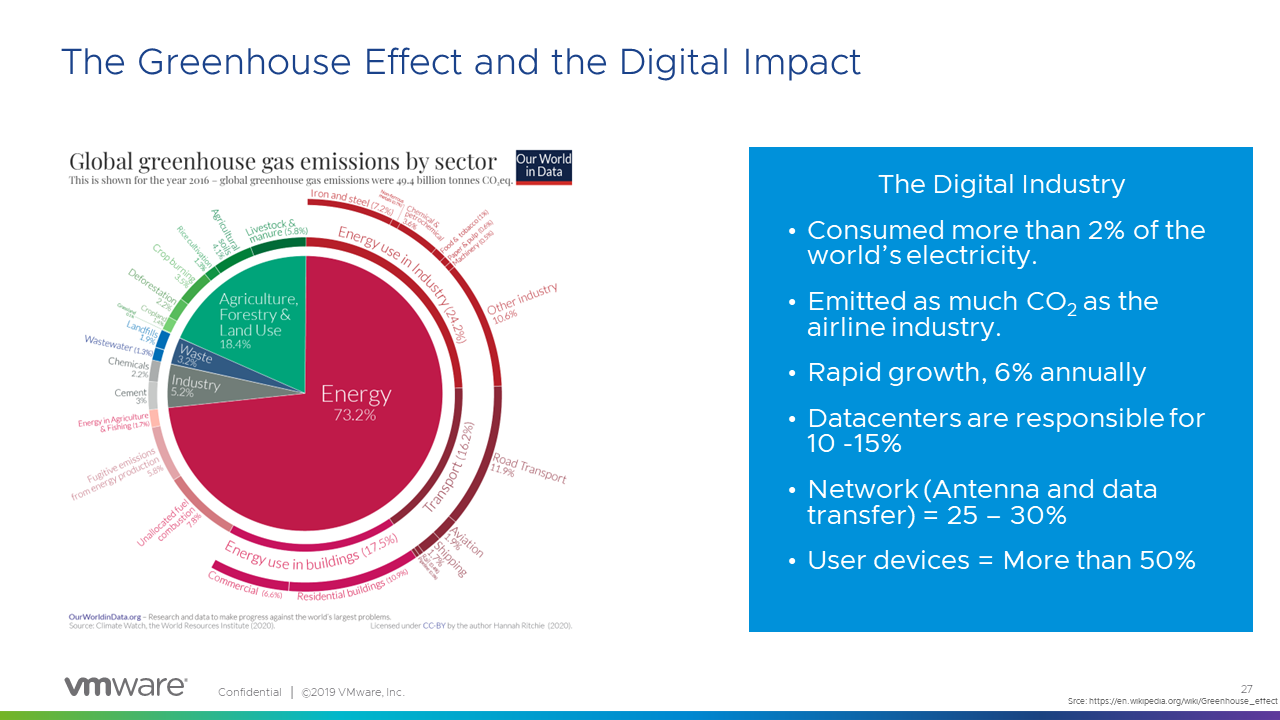 The Greenhouse Effect and the Digital Impact
Global greenhouse gas emissions by sector
Our World
in Data
This is shown for the year 2016 – global greenhouse gas emissions were 49.4 billion tonnes CO₂eq.
Iron and steel (7.2%)
Chemical &
petrochemical
3.6%
Food & tobacco (1%)
Paper & pulp (0.6%)
Machinery (0.5%)
Other industry
10.6%
Energy use in Industry (24.2%)
Livestock &
manure (5.8%)
Agricultural
soils
4.1%
Rice cultivation
1.3%
Crop burning
3.5%
Deforestation
2.2%
Cropland
1.4%
Landfills
1.9%
Wastewater (1.3%)
Chemicals
2.2%
Cement
3%
Energy in Agriculture
& Fishing (1.7%)
Fugitive emissions
from energy production
5.8%
Unallocated fuel
combustion
7.8%
Agriculture,
Forestry &
Land Use
18.4%
Waste
3.2%
Industry
5.2%
Energy
73.2%
Transport (16.2%)
Road Transport
11.9%
Aviation
1.9%
Shipping
1.7%
Energy use in buildings (17.5%)
Commercial (6.6%)
Residential buildings (10.9%)
OurWorldinData.org – Research and data to make progress against the world's largest problems.
Source: Climate Watch, the World Resources Institute (2020).
Licensed under CC-BY by the author Hannah Ritchie (2020).
The Digital Industry
• Consumed more than 2% of the
world's electricity.
• Emitted as much CO₂ as the
airline industry.
• Rapid growth, 6% annually
• Datacenters are responsible for
10 -15%
• Network (Antenna and data
transfer) = 25 – 30%
• User devices = More than 50%
vmware®
Confidential | ©2019 VMware, Inc.
27
Srce: https://en.wikipedia.org/wiki/Greenhouse_effect